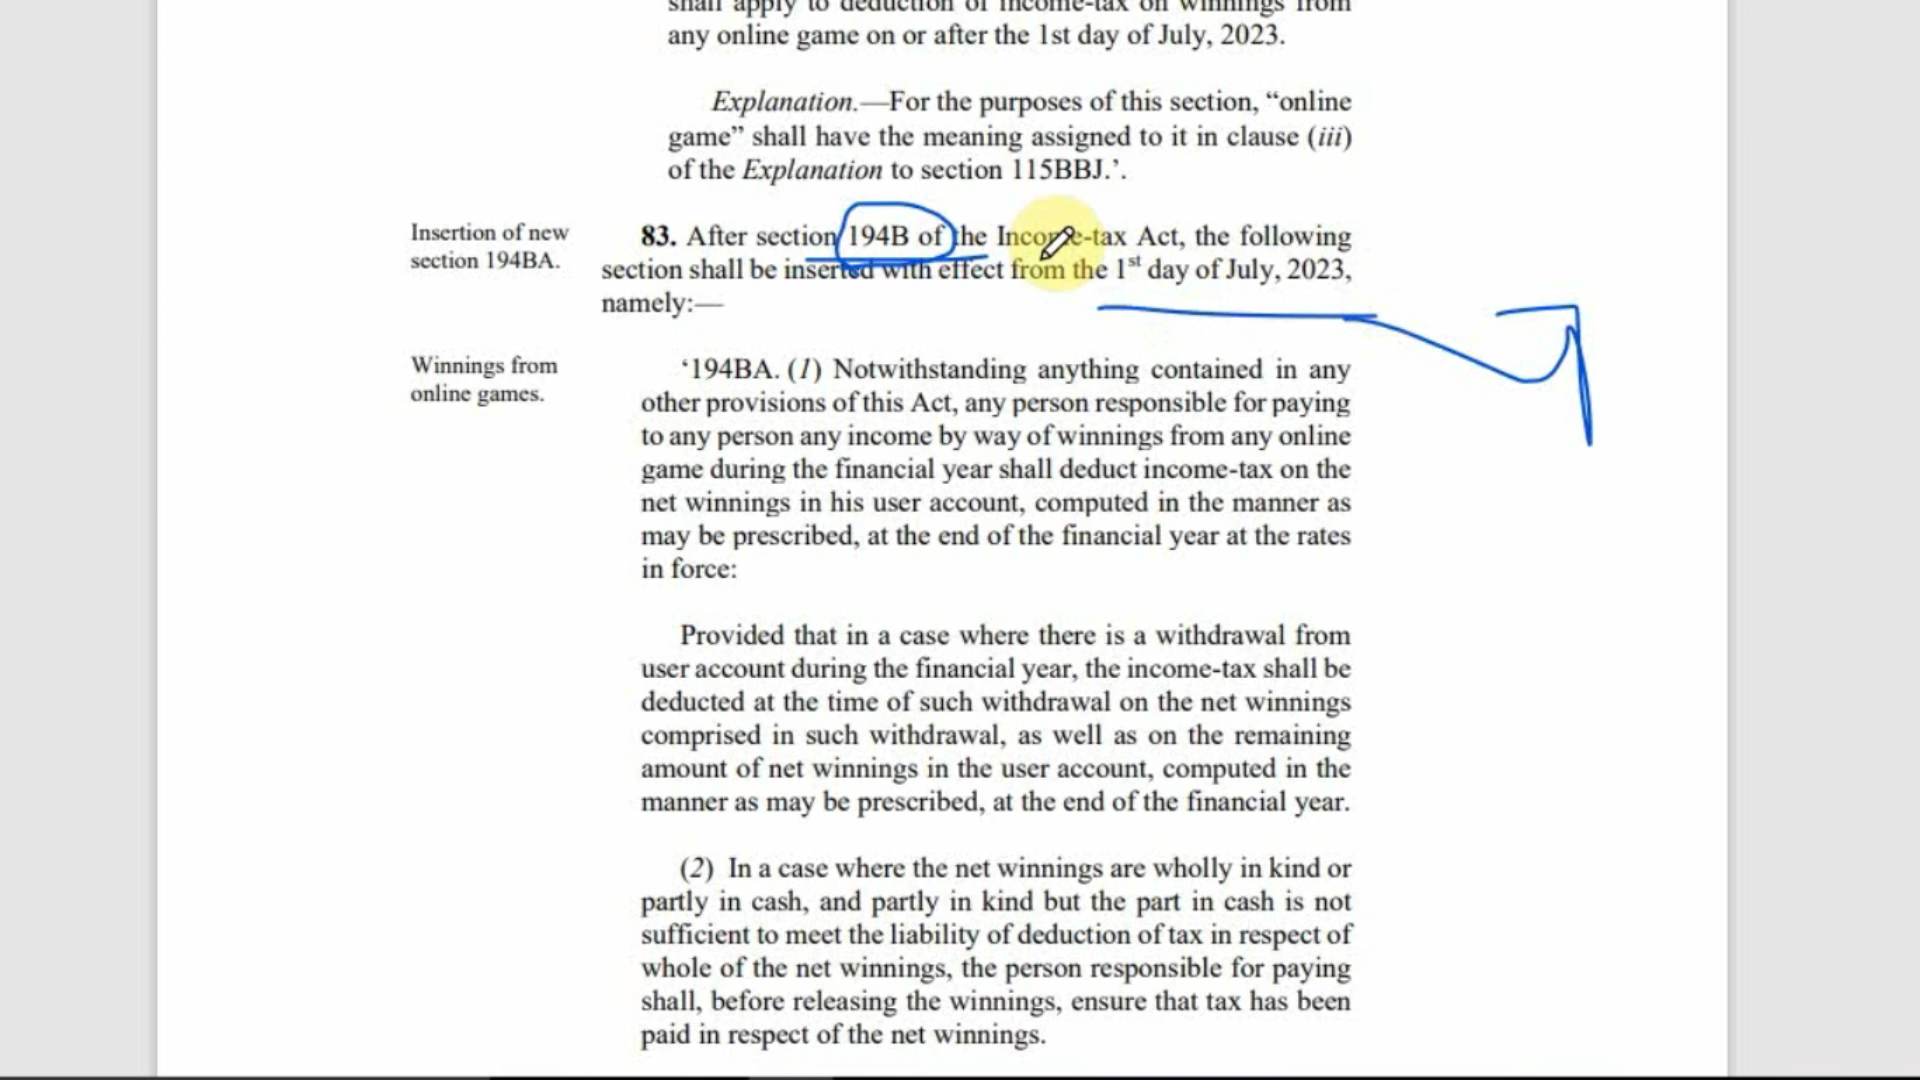 shall apply to deduction of income-tax on winnings from
any online game on or after the 1st day of July, 2023.
Explanation.—For the purposes of this section, “online
game” shall have the meaning assigned to it in clause (iii)
of the Explanation to section 115BBJ.’.
Insertion of new
section 194BA.
83. After section 194B of the Income-tax Act, the following
section shall be inserted with effect from the 1st day of July, 2023,
namely:—
Winnings from
online games.
‘194BA. (1) Notwithstanding anything contained in any
other provisions of this Act, any person responsible for paying
to any person any income by way of winnings from any online
game during the financial year shall deduct income-tax on the
net winnings in his user account, computed in the manner as
may be prescribed, at the end of the financial year at the rates
in force:
Provided that in a case where there is a withdrawal from
user account during the financial year, the income-tax shall be
deducted at the time of such withdrawal on the net winnings
comprised in such withdrawal, as well as on the remaining
amount of net winnings in the user account, computed in the
manner as may be prescribed, at the end of the financial year.
(2) In a case where the net winnings are wholly in kind or
partly in cash, and partly in kind but the part in cash is not
sufficient to meet the liability of deduction of tax in respect of
whole of the net winnings, the person responsible for paying
shall, before releasing the winnings, ensure that tax has been
paid in respect of the net winnings.